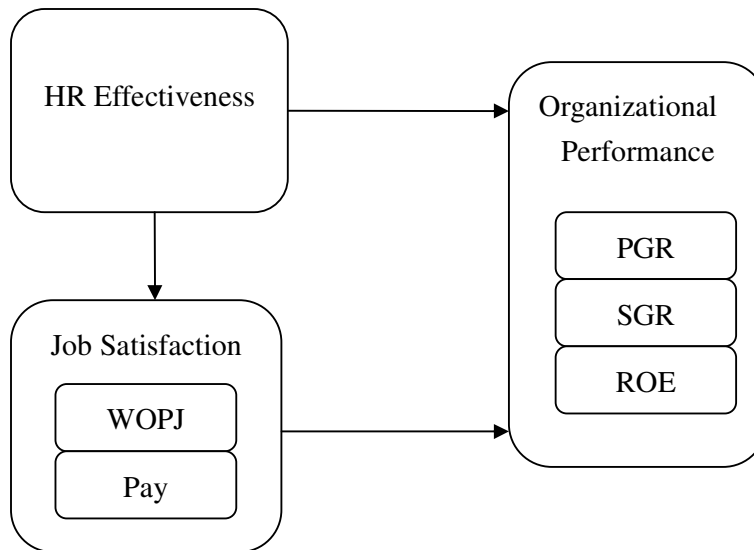 HR Effectiveness
Organizational
Performance
PGR
SGR
ROE
Job Satisfaction
WOPJ
Pay